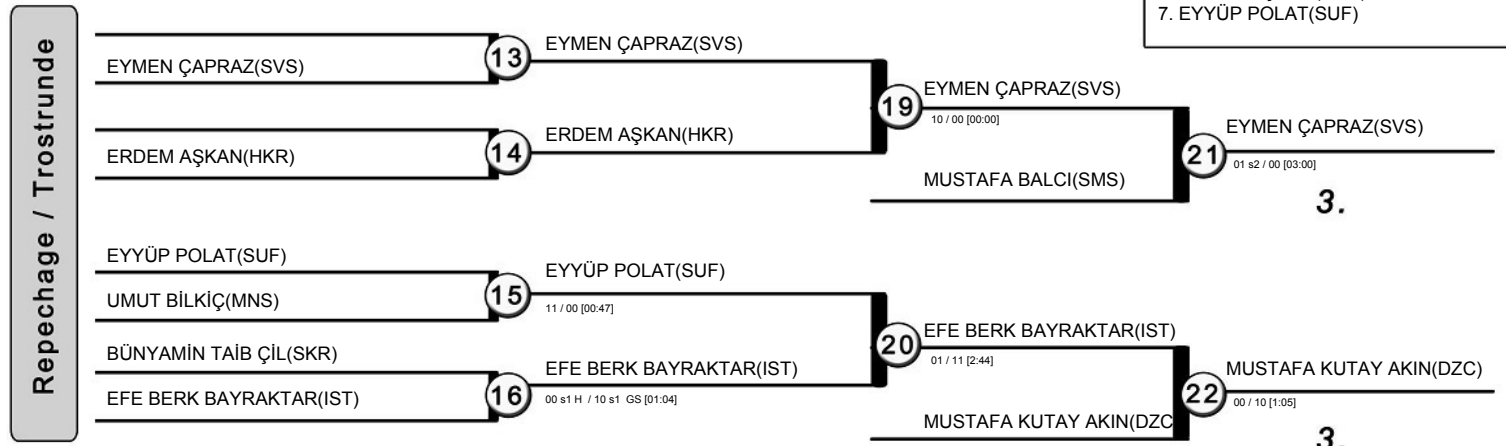 7. EYYÜP POLAT(SUF)
Repechage / Trostrunde
EYMEN ÇAPRAZ(SVS)
13
EYMEN ÇAPRAZ(SVS)
ERDEM AŞKAN(HKR)
14
ERDEM AŞKAN(HKR)
19
EYMEN ÇAPRAZ(SVS)
10 / 00 [00:00]
MUSTAFA BALCI(SMS)
21
EYMEN ÇAPRAZ(SVS)
01 s2 / 00 [03:00]
3.
EYYÜP POLAT(SUF)
UMUT BİLKİÇ(MNS)
15
EYYÜP POLAT(SUF)
11 / 00 [00:47]
BÜNYAMİN TAİB ÇİL(SKR)
EFE BERK BAYRAKTAR(IST)
16
EFE BERK BAYRAKTAR(IST)
00 s1 H / 10 s1 GS [01:04]
20
EFE BERK BAYRAKTAR(IST)
01 / 11 [2:44]
MUSTAFA KUTAY AKIN(DZC
22
MUSTAFA KUTAY AKIN(DZC)
00 / 10 [1:05]
3.